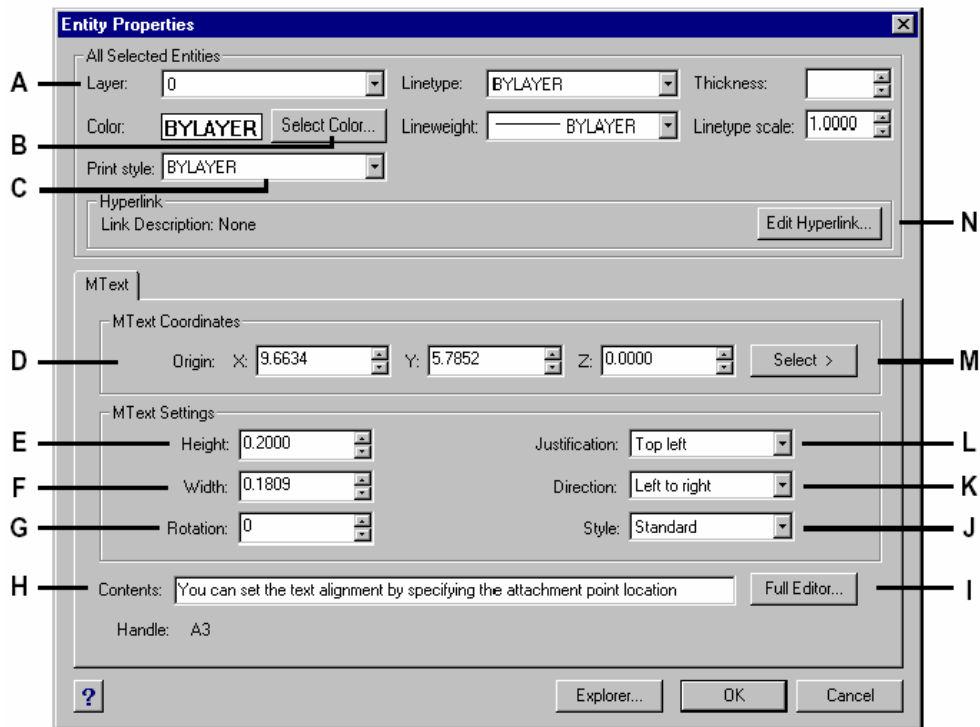 Entity Properties
All Selected Entities
A Layer: 0 Linetype: BYLAYER Thickness:
Color: BYLAYER Select Color... Lineweight: BYLAYER Linetype scale: 1.0000
B
Print style: BYLAYER
C
Hyperlink
Link Description: None Edit Hyperlink... N
MText
MText Coordinates
D Origin: X: 9.6634 Y: 5.7852 Z: 0.0000 Select > M
MText Settings
E Height: 0.2000 Justification: Top left L
F Width: 0.1809 Direction: Left to right K
G Rotation: 0 Style: Standard J
H Contents: You can set the text alignment by specifying the attachment point location Full Editor... I
Handle: A3
? Explorer... OK Cancel